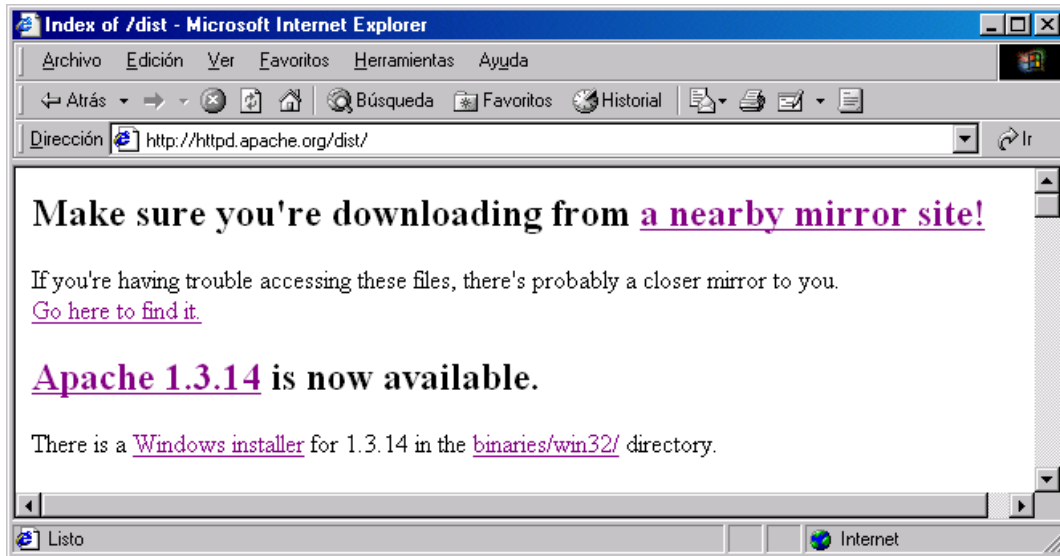 Index of /dist - Microsoft Internet Explorer
Archivo Edición Ver Favoritos Herramientas Ayuda
Atrás Búsqueda Favoritos Historial
Dirección http://httpd.apache.org/dist/ Ir
Make sure you're downloading from a nearby mirror site!
If you're having trouble accessing these files, there's probably a closer mirror to you.
Go here to find it.
Apache 1.3.14 is now available.
There is a Windows installer for 1.3.14 in the binaries/win32/ directory.
Listo Internet